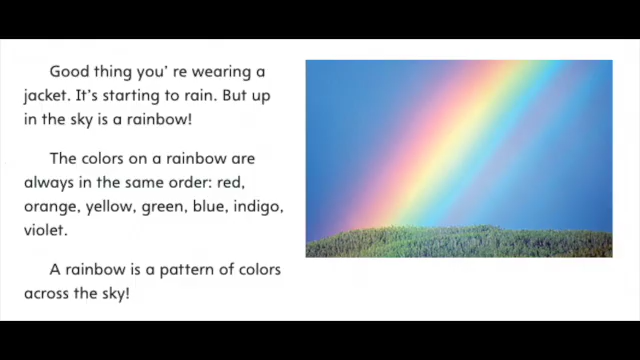 Good thing you' re wearing a
jacket. It's starting to rain. But up
in the sky is a rainbow!
The colors on a rainbow are
always in the same order: red,
orange, yellow, green, blue, indigo,
violet.
A rainbow is a pattern of colors
across the sky!